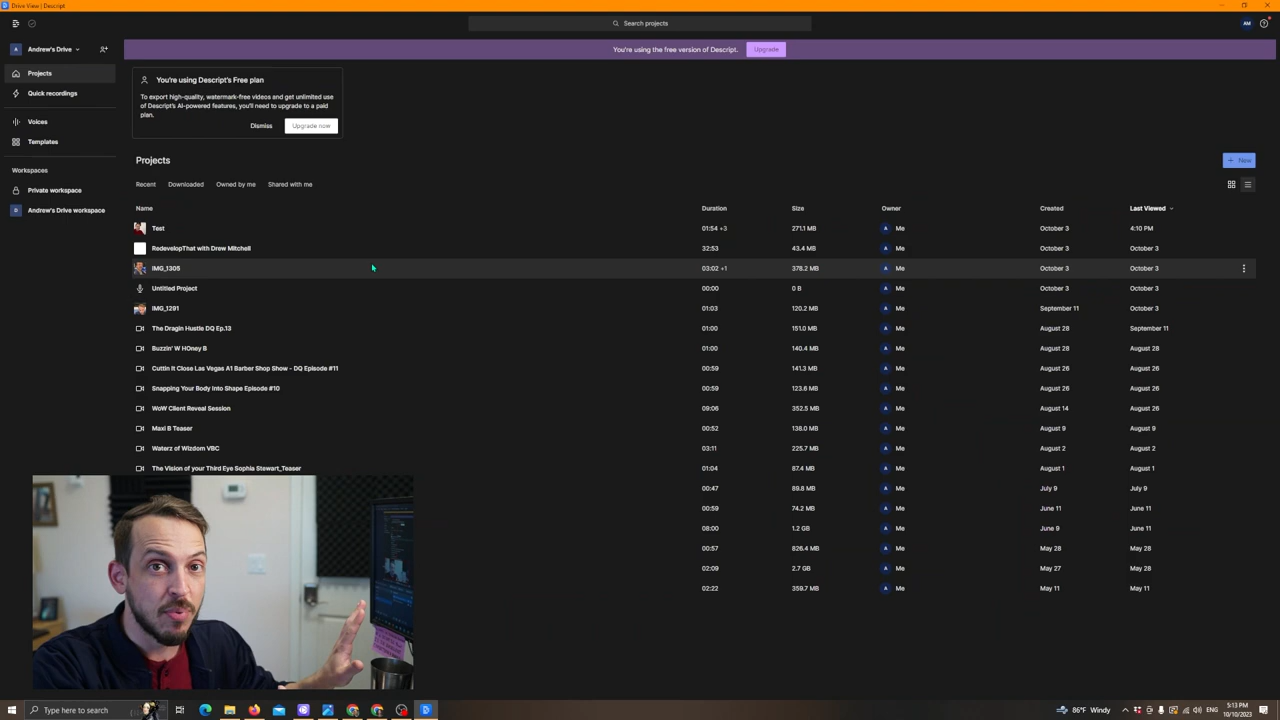 Drive View | Descript
Search projects
AM
A Andrew's Drive
You're using the free version of Descript. Upgrade
Projects
Quick recordings
Voices
Templates
Workspaces
Private workspace
D Andrew's Drive workspace
You're using Descript's Free plan
To export high-quality, watermark-free videos and get unlimited use
of Descript's AI-powered features, you'll need to upgrade to a paid
plan.
Dismiss Upgrade now
Projects
+ New
Recent Downloaded Owned by me Shared with me
Name Duration Size Owner Created Last Viewed
Test 01:54 +3 271.1 MB A Me October 3 4:10 PM
RedevelopThat with Drew Mitchell 32:53 43.4 MB A Me October 3 October 3
IMG_1305 03:02 +1 378.2 MB A Me October 3 October 3
Untitled Project 00:00 0 B A Me October 3 October 3
IMG_1291 01:03 120.2 MB A Me September 11 October 3
The Dragin Hustle DQ Ep.13 01:00 151.0 MB A Me August 28 September 11
Buzzin' W HOney B 01:00 140.4 MB A Me August 28 August 28
Cuttin It Close Las Vegas A1 Barber Shop Show - DQ Episode #11 00:59 141.3 MB A Me August 26 August 26
Snapping Your Body Into Shape Episode #10 00:59 123.6 MB A Me August 26 August 26
WoW Client Reveal Session 09:06 352.5 MB A Me August 14 August 26
Maxi B Teaser 00:52 138.0 MB A Me August 9 August 9
Waterz of Wizdom VBC 03:11 225.7 MB A Me August 2 August 2
The Vision of your Third Eye Sophia Stewart_Teaser 01:04 87.4 MB A Me August 1 August 1
00:47 89.8 MB A Me July 9 July 9
00:59 74.2 MB A Me June 11 June 11
08:00 1.2 GB A Me June 9 June 11
00:57 826.4 MB A Me May 28 May 28
02:09 2.7 GB A Me May 27 May 28
02:22 359.7 MB A Me May 11 May 11
Type here to search
86°F Windy
ENG
5:13 PM
10/10/2023